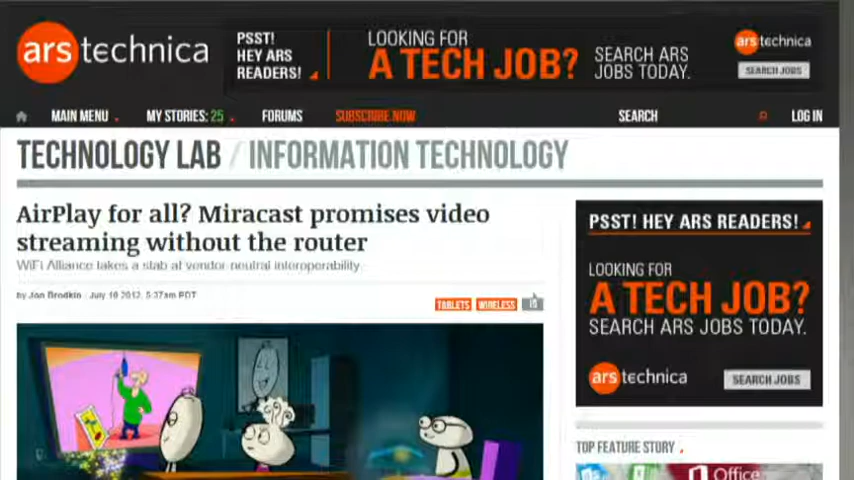 ars technica
PSST!
HEY ARS
READERS!
LOOKING FOR
A TECH JOB?
SEARCH ARS
JOBS TODAY.
ars technica
SEARCH JOBS
MAIN MENU
MY STORIES: 25
FORUMS
SUBSCRIBE NOW
SEARCH
LOG IN
TECHNOLOGY LAB / INFORMATION TECHNOLOGY
AirPlay for all? Miracast promises video
streaming without the router
WiFi Alliance takes a stab at vendor-neutral interoperability.
by Jon Brodkin - July 19 2012, 5:37am PDT
TABLETS
WIRELESS
PSST! HEY ARS READERS!
LOOKING FOR
A TECH JOB?
SEARCH ARS JOBS TODAY.
ars technica
SEARCH JOBS
TOP FEATURE STORY
Office